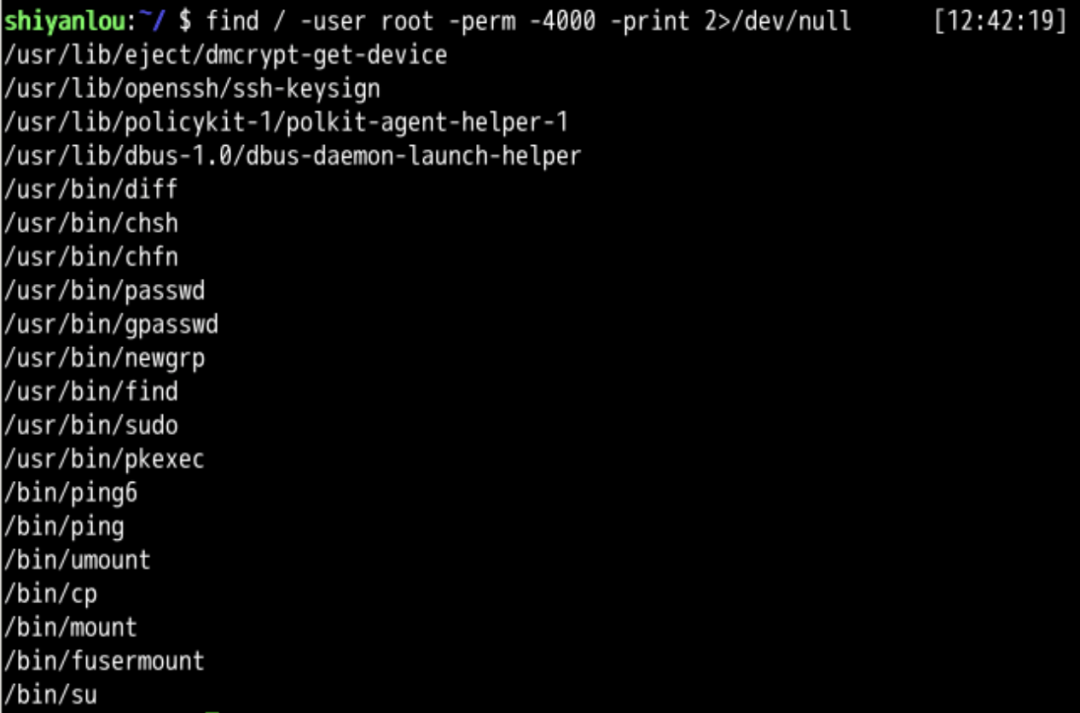 shiyanlou:~/ $ find / -user root -perm -4000 -print 2>/dev/null [12:42:19]
/usr/lib/eject/dmcrypt-get-device
/usr/lib/openssh/ssh-keysign
/usr/lib/policykit-1/polkit-agent-helper-1
/usr/lib/dbus-1.0/dbus-daemon-launch-helper
/usr/bin/diff
/usr/bin/chsh
/usr/bin/chfn
/usr/bin/passwd
/usr/bin/gpasswd
/usr/bin/newgrp
/usr/bin/find
/usr/bin/sudo
/usr/bin/pkexec
/bin/ping6
/bin/ping
/bin/umount
/bin/cp
/bin/mount
/bin/fusermount
/bin/su